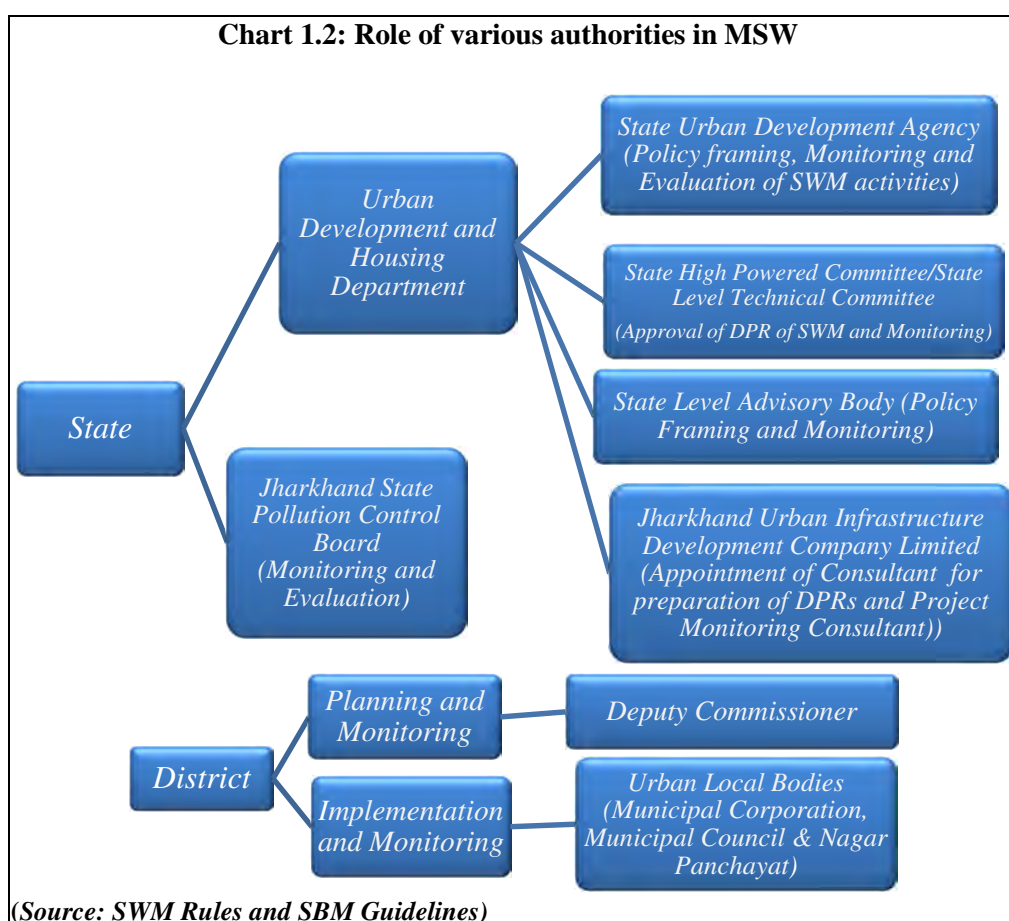 Chart 1.2: Role of various authorities in MSW
State
Urban
Development and
Housing
Department
State Urban Development Agency
(Policy framing, Monitoring and
Evaluation of SWM activities)
State High Powered Committee/State
Level Technical Committee
(Approval of DPR of SWM and Monitoring)
State Level Advisory Body (Policy
Framing and Monitoring)
Jharkhand Urban Infrastructure
Development Company Limited
(Appointment of Consultant for
preparation of DPRs and Project
Monitoring Consultant))
Jharkhand State
Pollution Control
Board
(Monitoring and
Evaluation)
District
Planning and
Monitoring
Deputy Commissioner
Implementation
and Monitoring
Urban Local Bodies
(Municipal Corporation,
Municipal Council & Nagar
Panchayat)
(Source: SWM Rules and SBM Guidelines)